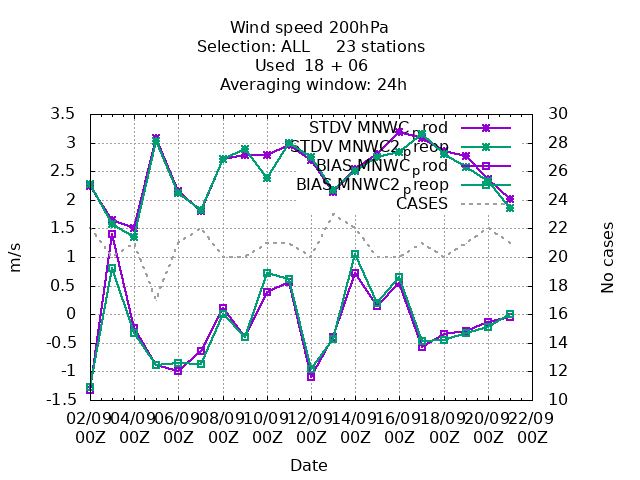 Wind speed 200hPa
Selection: ALL     23 stations
Used  18 + 06
Averaging window: 24h
3.5
3
2.5
2
1.5
1
0.5
0
-0.5
-1
-1.5
m/s
30
28
26
24
22
20
18
16
14
12
10
No cases
STDV MNWC_prod
STDV MNWC2_preop
BIAS MNWC_prod
BIAS MNWC2_preop
CASES
02/09 04/09 06/09 08/09 10/09 12/09 14/09 16/09 18/09 20/09 22/09
00Z 00Z 00Z 00Z 00Z 00Z 00Z 00Z 00Z 00Z 00Z
Date